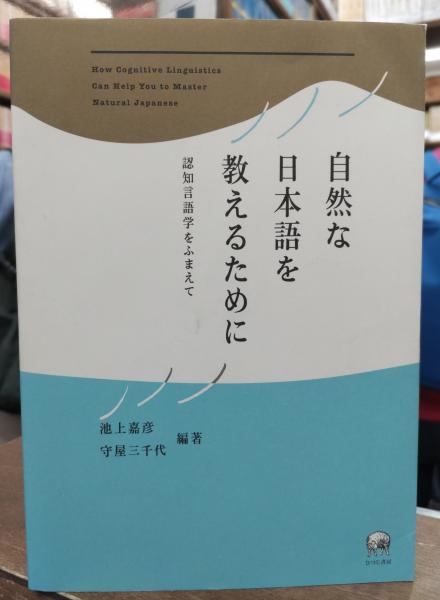 How Cognitive Linguistics
Can Help You to Master
Natural Japanese
自然な
日本語を
教えるために
認知言語学をふまえて
池上嘉彦
守屋三千代
編著
ひつじ書房